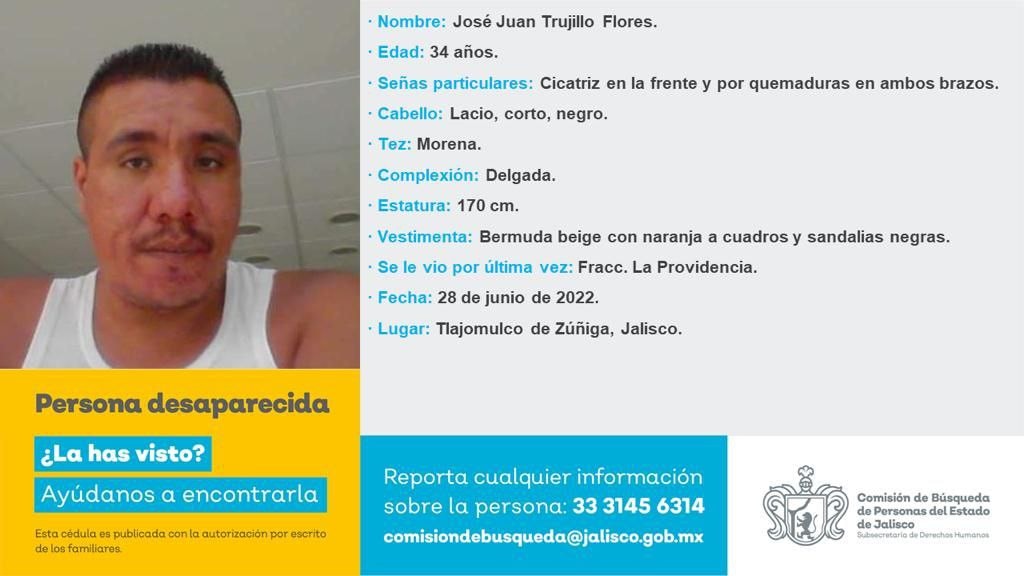 · Nombre: José Juan Trujillo Flores.
· Edad: 34 años.
· Señas particulares: Cicatriz en la frente y por quemaduras en ambos brazos.
· Cabello: Lacio, corto, negro.
· Tez: Morena.
· Complexión: Delgada.
· Estatura: 170 cm.
· Vestimenta: Bermuda beige con naranja a cuadros y sandalias negras.
· Se le vio por última vez: Fracc. La Providencia.
· Fecha: 28 de junio de 2022.
· Lugar: Tlajomulco de Zúñiga, Jalisco.
Persona desaparecida
¿La has visto?
Ayúdanos a encontrarla
Esta cédula es publicada con la autorización por escrito
de los familiares.
Reporta cualquier información
sobre la persona: 33 3145 6314
comisiondebusqueda@jalisco.gob.mx
Comisión de Búsqueda
de Personas del Estado
de Jalisco
Subsecretaría de Derechos Humanos